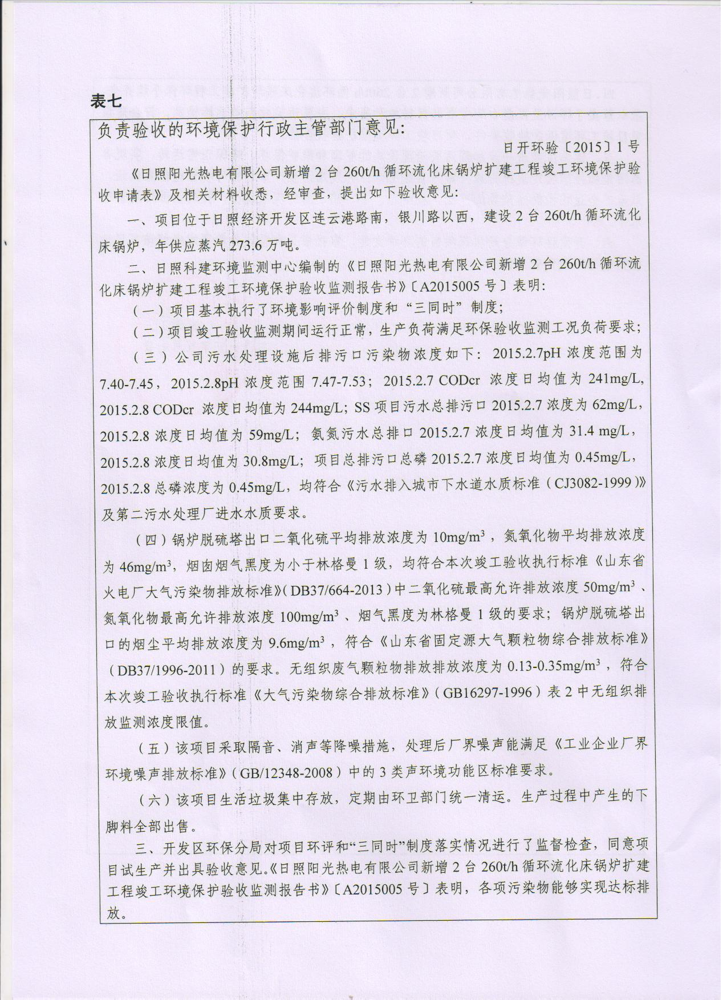 表七
负责验收的环境保护行政主管部门意见：
日开环验〔2015〕1号
《日照阳光热电有限公司新增2台260t/h循环流化床锅炉扩建工程竣工环境保护验
收申请表》及相关材料收悉，经审查，提出如下验收意见：
一、项目位于日照经济开发区连云港路南，银川路以西，建设2台260t/h循环流化
床锅炉，年供应蒸汽273.6万吨。
二、日照科建环境监测中心编制的《日照阳光热电有限公司新增2台260t/h循环流
化床锅炉扩建工程竣工环境保护验收监测报告书》〔A2015005号〕表明：
（一）项目基本执行了环境影响评价制度和“三同时”制度；
（二）项目竣工验收监测期间运行正常，生产负荷满足环保验收监测工况负荷要求；
（三）公司污水处理设施后排污口污染物浓度如下：2015.2.7pH浓度范围为
7.40-7.45，2015.2.8pH浓度范围7.47-7.53；2015.2.7 CODcr 浓度日均值为241mg/L,
2015.2.8 CODcr 浓度日均值为244mg/L；SS项目污水总排污口2015.2.7浓度为62mg/L，
2015.2.8浓度日均值为59mg/L；氨氮污水总排口2015.2.7浓度日均值为31.4 mg/L，
2015.2.8浓度日均值为30.8mg/L；项目总排污口总磷2015.2.7浓度日均值为0.45mg/L，
2015.2.8总磷浓度为0.45mg/L，均符合《污水排入城市下水道水质标准（CJ3082-1999）》
及第二污水处理厂进水水质要求。
（四）锅炉脱硫塔出口二氧化硫平均排放浓度为10mg/m³，氮氧化物平均排放浓度
为46mg/m³，烟囱烟气黑度为小于林格曼1级，均符合本次竣工验收执行标准《山东省
火电厂大气污染物排放标准》（DB37/664-2013）中二氧化硫最高允许排放浓度50mg/m³、
氮氧化物最高允许排放浓度100mg/m³、烟气黑度为林格曼1级的要求；锅炉脱硫塔出
口的烟尘平均排放浓度为9.6mg/m³，符合《山东省固定源大气颗粒物综合排放标准》
（DB37/1996-2011）的要求。无组织废气颗粒物排放排放浓度为0.13-0.35mg/m³，符合
本次竣工验收执行标准《大气污染物综合排放标准》（GB16297-1996）表2中无组织排
放监测浓度限值。
（五）该项目采取隔音、消声等降噪措施，处理后厂界噪声能满足《工业企业厂界
环境噪声排放标准》（GB/12348-2008）中的3类声环境功能区标准要求。
（六）该项目生活垃圾集中存放，定期由环卫部门统一清运。生产过程中产生的下
脚料全部出售。
三、开发区环保分局对项目环评和“三同时”制度落实情况进行了监督检查，同意项
目试生产并出具验收意见。《日照阳光热电有限公司新增2台260t/h循环流化床锅炉扩建
工程竣工环境保护验收监测报告书》〔A2015005号〕表明，各项污染物能够实现达标排
放。